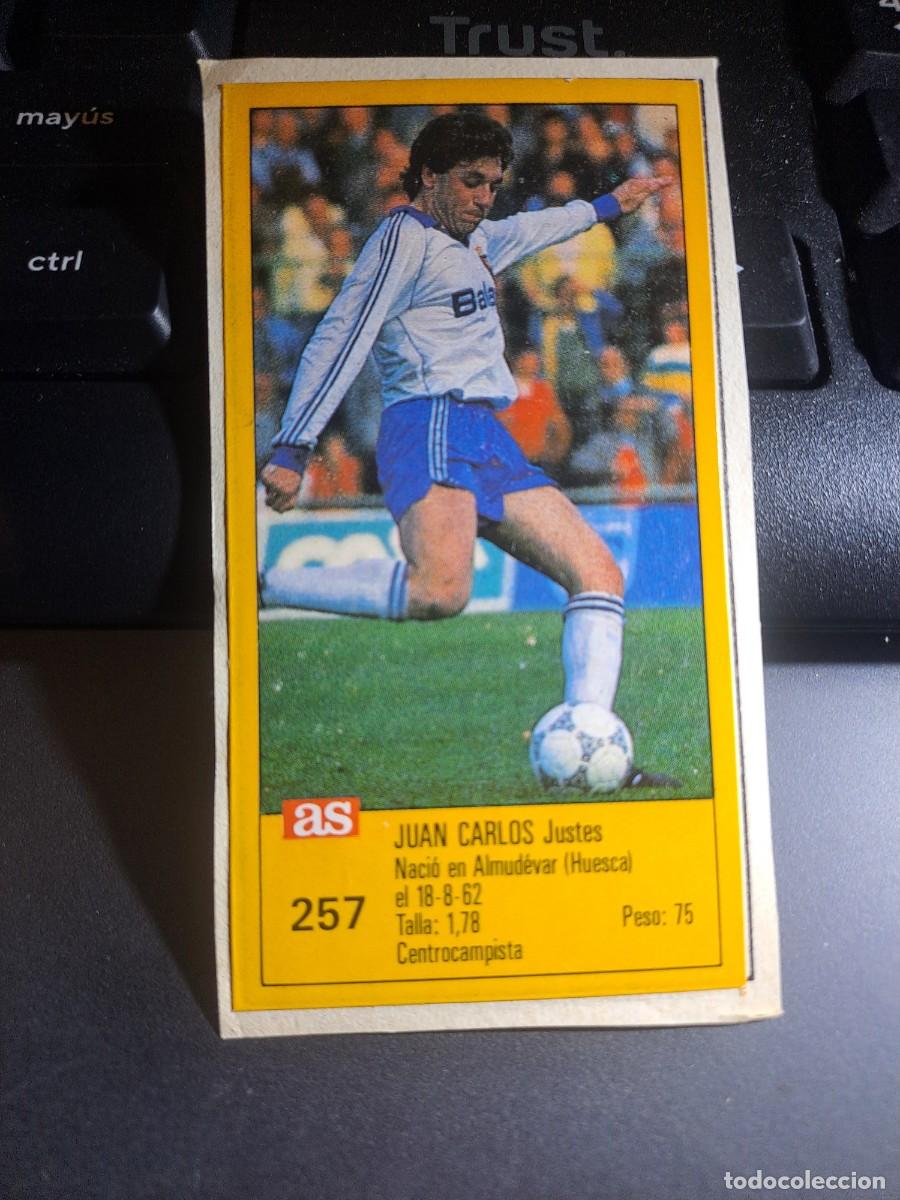 Trust.
mayús
ctrl
4
as
JUAN CARLOS Justes
Nació en Almudévar (Huesca)
el 18-8-62
257
Talla: 1,78 Peso: 75
Centrocampista
todocoleccion